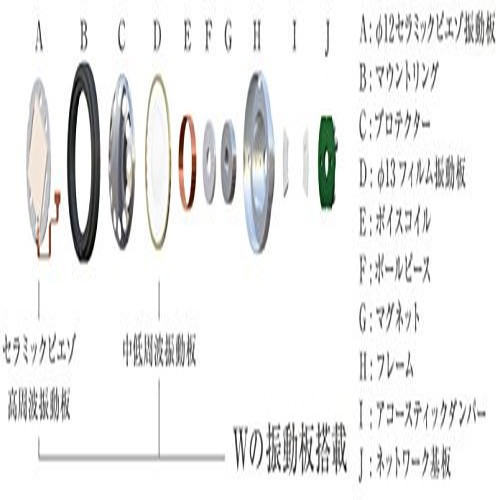 A B C D E F G H I J
A:φ12セラミックピエゾ振動板
B:マウントリング
C:プロテクター
D:φ13フィルム振動板
E:ボイスコイル
F:ポールピース
G:マグネット
H:フレーム
I:アコースティックダンパー
J:ネットワーク基板
セラミックピエゾ
高周波振動板
中低周波振動板
Wの振動板搭載